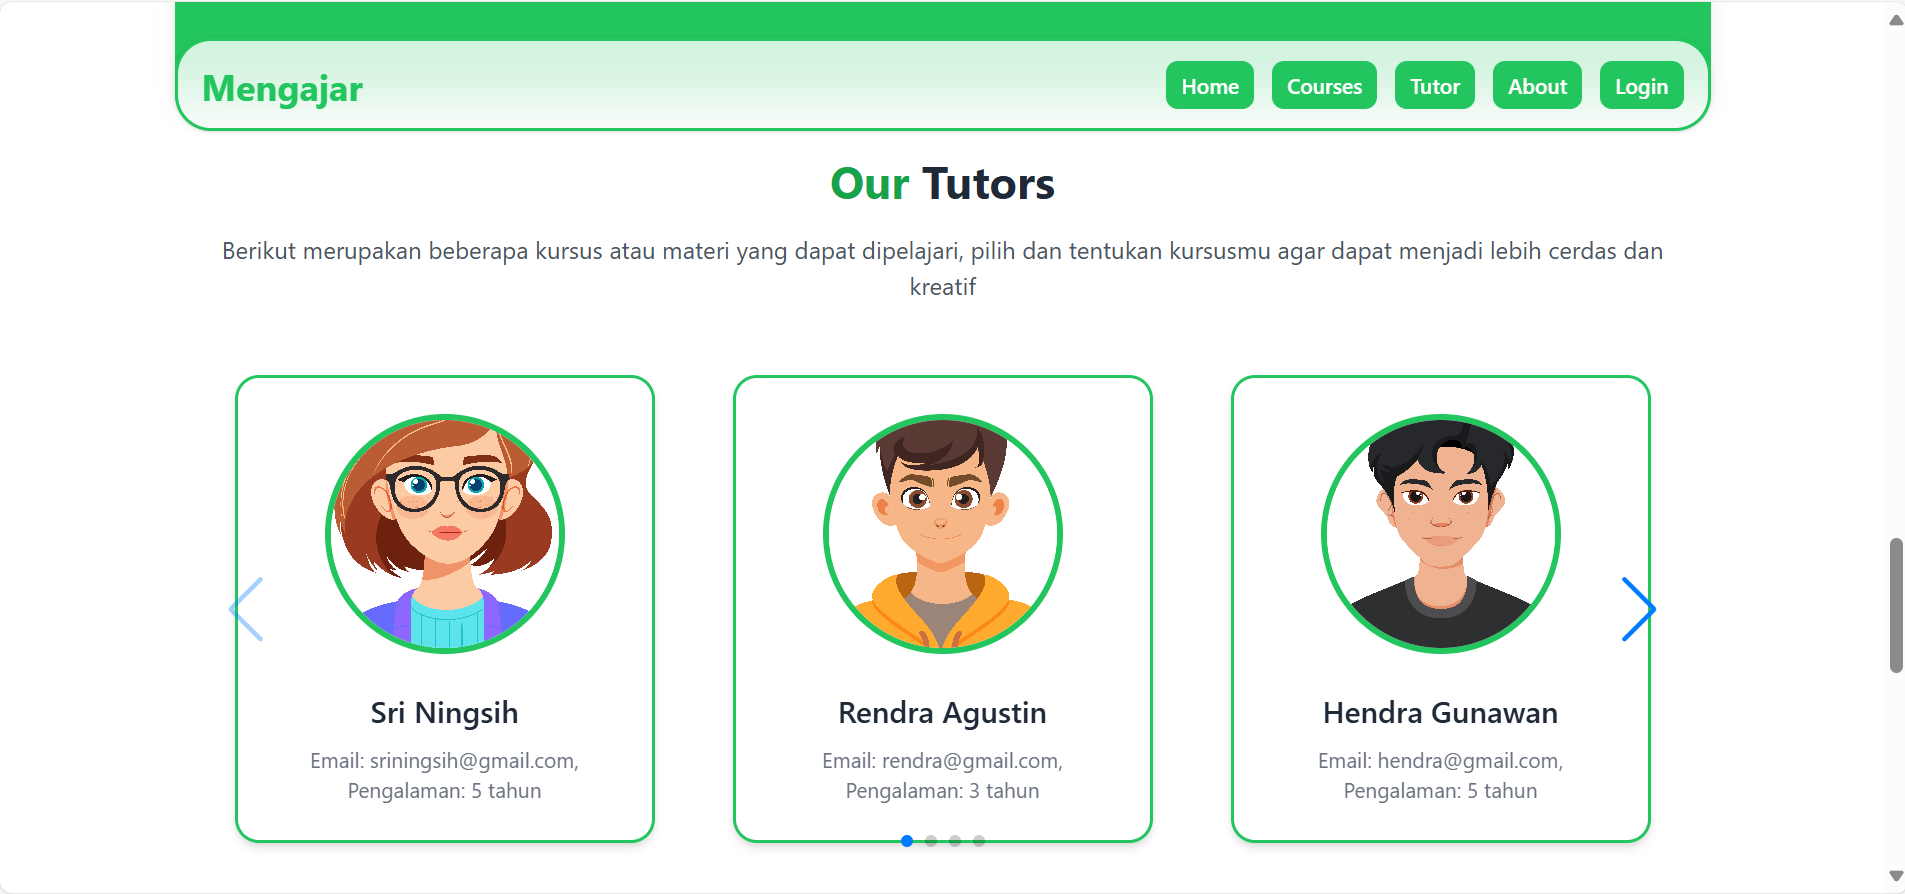 Mengajar
Home
Courses
Tutor
About
Login
Our Tutors
Berikut merupakan beberapa kursus atau materi yang dapat dipelajari, pilih dan tentukan kursusmu agar dapat menjadi lebih cerdas dan
kreatif
Sri Ningsih
Email: sriningsih@gmail.com,
Pengalaman: 5 tahun
Rendra Agustin
Email: rendra@gmail.com,
Pengalaman: 3 tahun
Hendra Gunawan
Email: hendra@gmail.com,
Pengalaman: 5 tahun